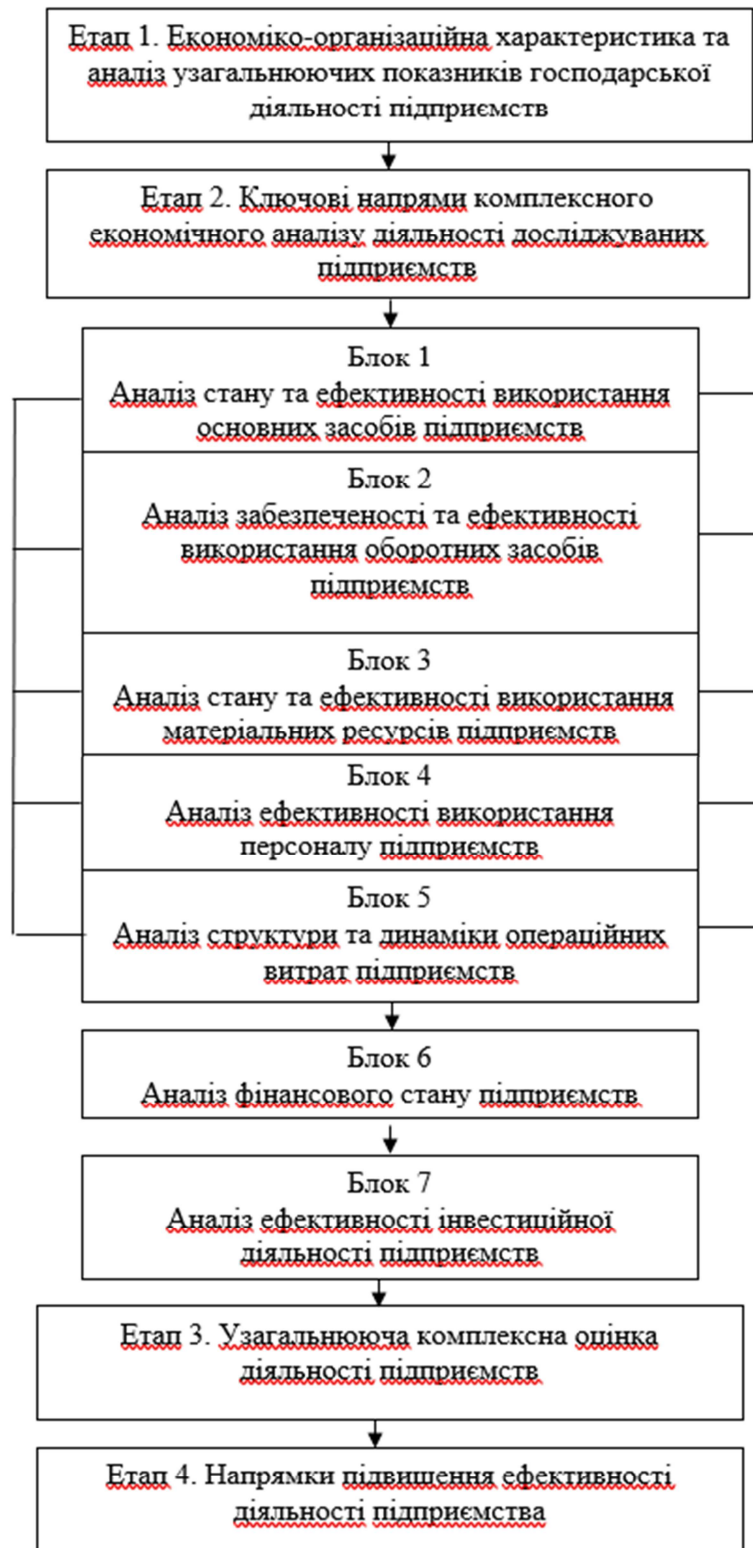 Етап 1. Економіко-організаційна характеристика та
аналіз узагальнюючих показників господарської
діяльності підприємств
Етап 2. Ключові напрями комплексного
економічного аналізу діяльності досліджуваних
підприємств
Блок 1
Аналіз стану та ефективності використання
основних засобів підприємств
Блок 2
Аналіз забезпеченості та ефективності
використання оборотних засобів
підприємств
Блок 3
Аналіз стану та ефективності використання
матеріальних ресурсів підприємств
Блок 4
Аналіз ефективності використання
персоналу підприємств
Блок 5
Аналіз структури та динаміки операційних
витрат підприємств
Блок 6
Аналіз фінансового стану підприємств
Блок 7
Аналіз ефективності інвестиційної
діяльності підприємств
Етап 3. Узагальнююча комплексна оцінка
діяльності підприємств
Етап 4. Напрямки підвищення ефективності
діяльності підприємства